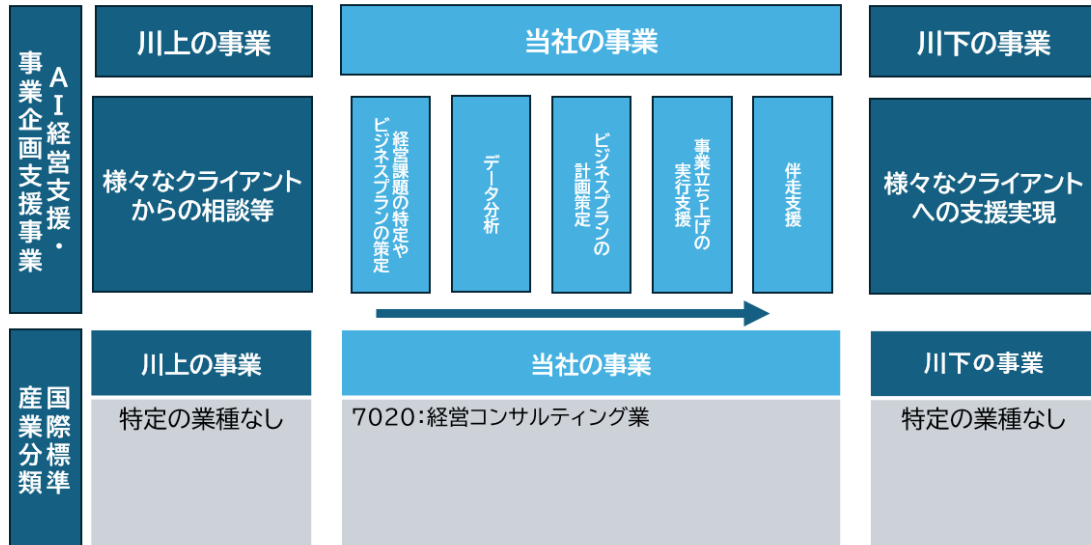 AI経営支援・
事業企画支援事業
川上の事業
当社の事業
川下の事業
様々なクライアント
からの相談等
経営課題の特定や
ビジネスプランの策定
データ分析
ビジネスプランの
計画策定
事業立ち上げの
実行支援
伴走支援
様々なクライアント
への支援実現
国際標準
産業分類
川上の事業
当社の事業
川下の事業
特定の業種なし
7020:経営コンサルティング業
特定の業種なし